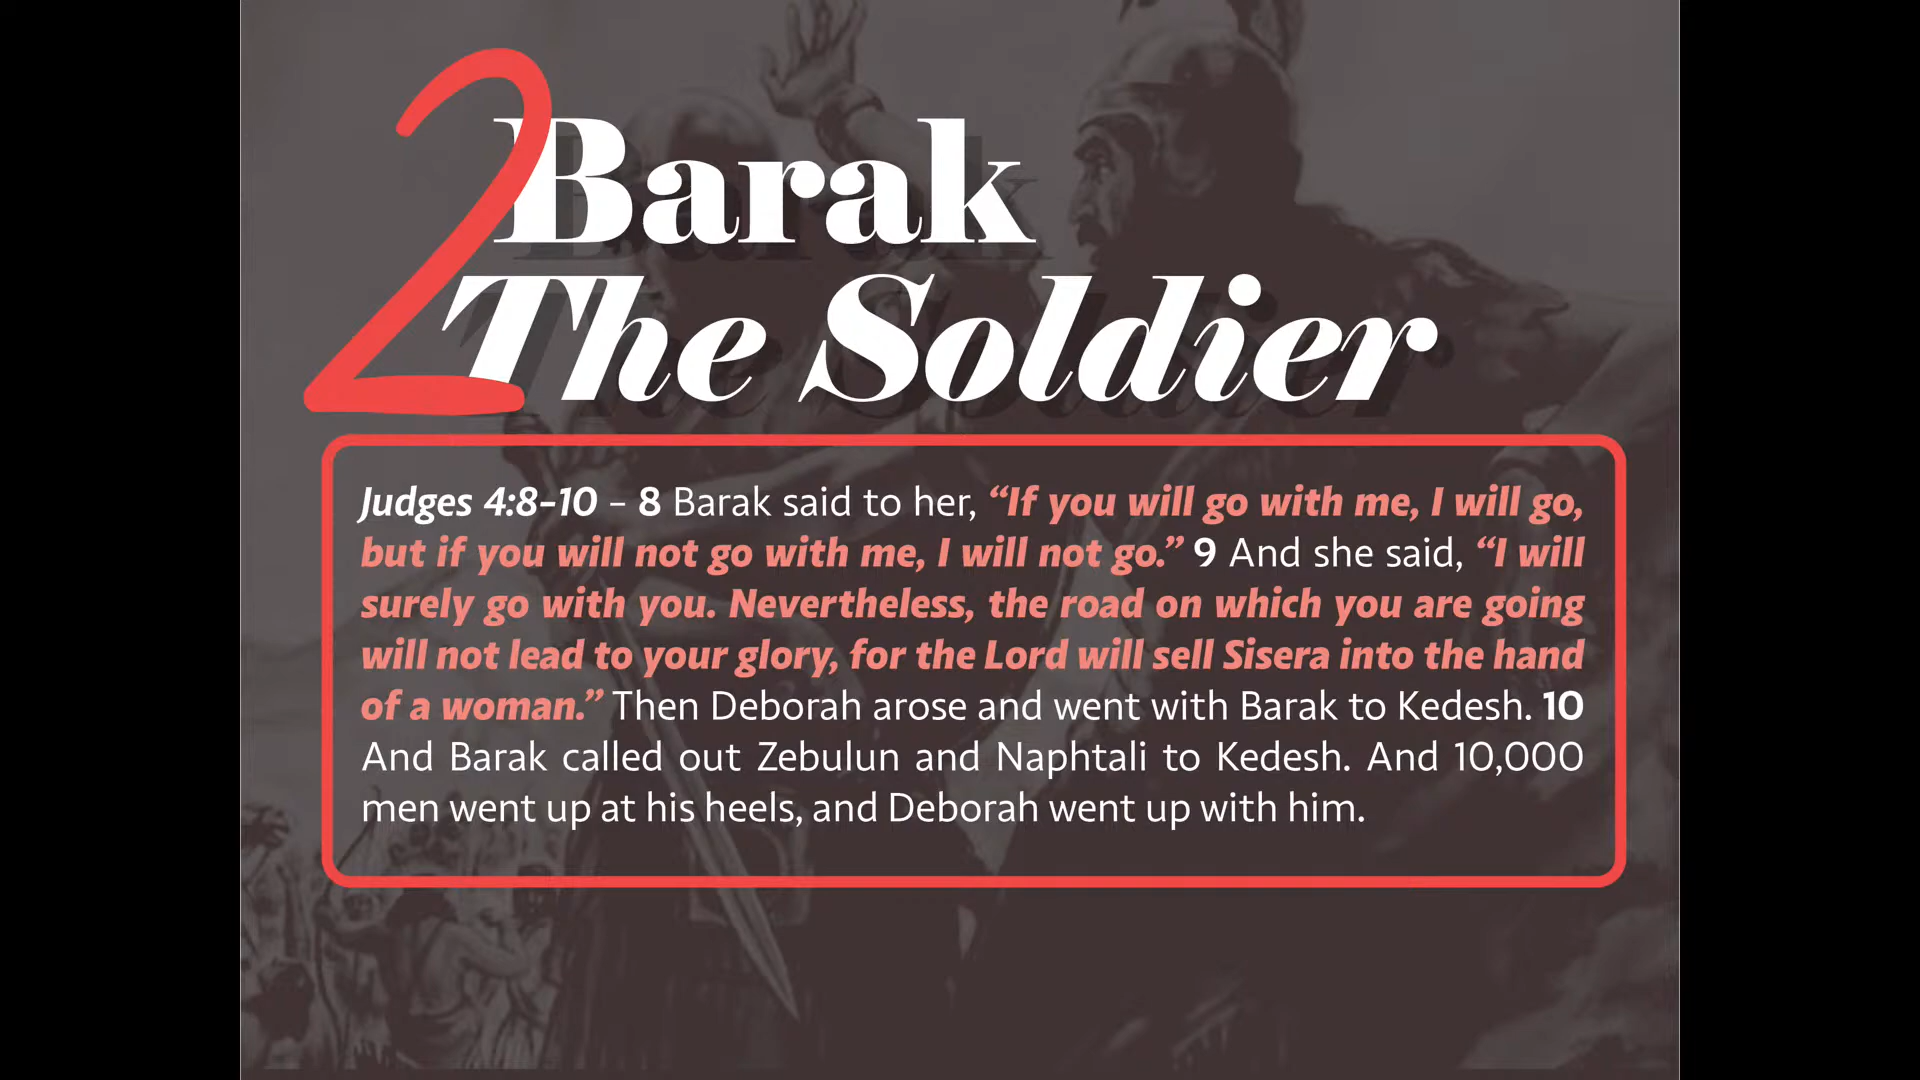 2 Barak
The Soldier
Judges 4:8-10 – 8 Barak said to her, “If you will go with me, I will go,
but if you will not go with me, I will not go.” 9 And she said, “I will
surely go with you. Nevertheless, the road on which you are going
will not lead to your glory, for the Lord will sell Sisera into the hand
of a woman.” Then Deborah arose and went with Barak to Kedesh. 10
And Barak called out Zebulun and Naphtali to Kedesh. And 10,000
men went up at his heels, and Deborah went up with him.